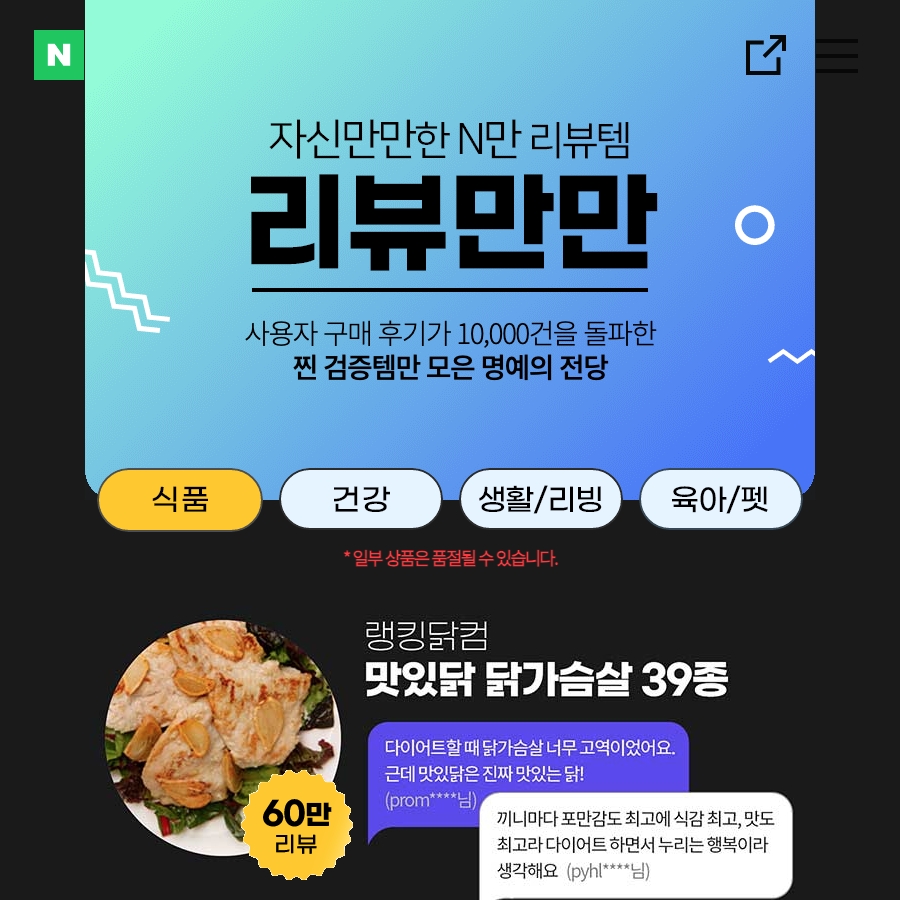 N
자신만만한 N만 리뷰템
리뷰만만
사용자 구매 후기가 10,000건을 돌파한
찐 검증템만 모은 명예의 전당
식품
건강
생활/리빙
육아/펫
* 일부 상품은 품절될 수 있습니다.
랭킹닭컴
맛있닭 닭가슴살 39종
다이어트할 때 닭가슴살 너무 고역이었어요.
근데 맛있닭은 진짜 맛있는 닭!
(prom****님)
끼니마다 포만감도 최고에 식감 최고, 맛도
최고라 다이어트 하면서 누리는 행복이라
생각해요 (pyhl****님)
60만
리뷰